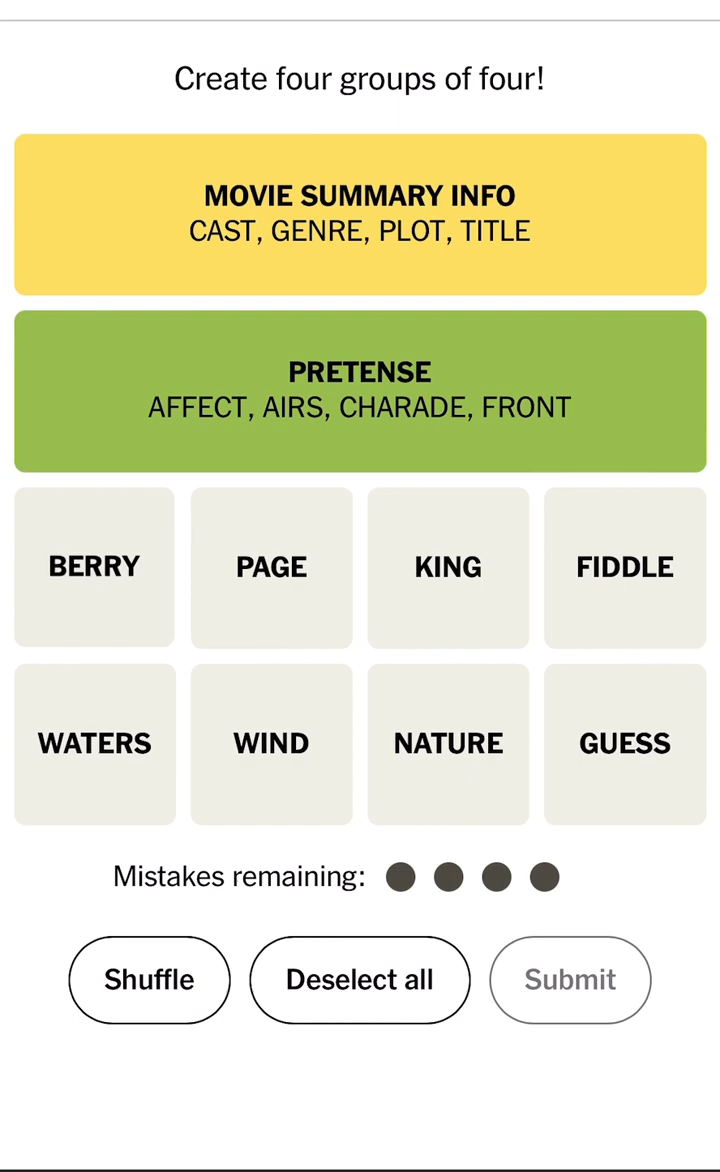 Create four groups of four!
MOVIE SUMMARY INFO
CAST, GENRE, PLOT, TITLE
PRETENSE
AFFECT, AIRS, CHARADE, FRONT
BERRY PAGE KING FIDDLE
WATERS WIND NATURE GUESS
Mistakes remaining:
Shuffle Deselect all Submit